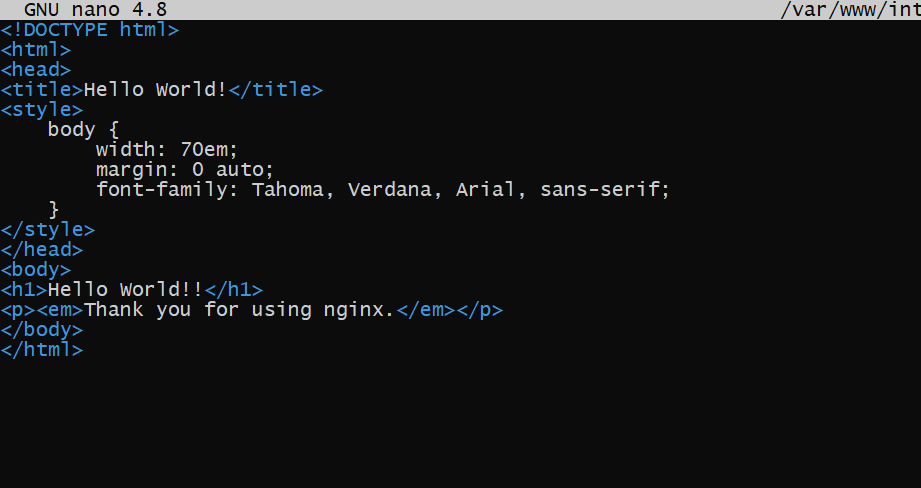 GNU nano 4.8 /var/www/int
<!DOCTYPE html>
<html>
<head>
<title>Hello World!</title>
<style>
    body {
        width: 70em;
        margin: 0 auto;
        font-family: Tahoma, Verdana, Arial, sans-serif;
    }
</style>
</head>
<body>
<h1>Hello World!!</h1>
<p><em>Thank you for using nginx.</em></p>
</body>
</html>